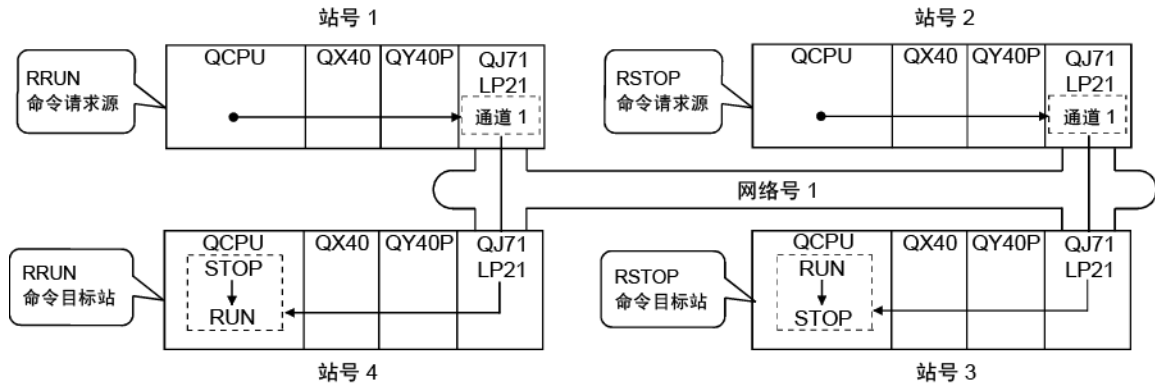 站号 1
RRUN
命令请求源
QCPU
QX40
QY40P
QJ71
LP21
通道 1
站号 2
RSTOP
命令请求源
QCPU
QX40
QY40P
QJ71
LP21
通道 1
网络号 1
RRUN
命令目标站
QCPU
STOP
RUN
QX40
QY40P
QJ71
LP21
站号 4
RSTOP
命令目标站
QCPU
RUN
STOP
QX40
QY40P
QJ71
LP21
站号 3